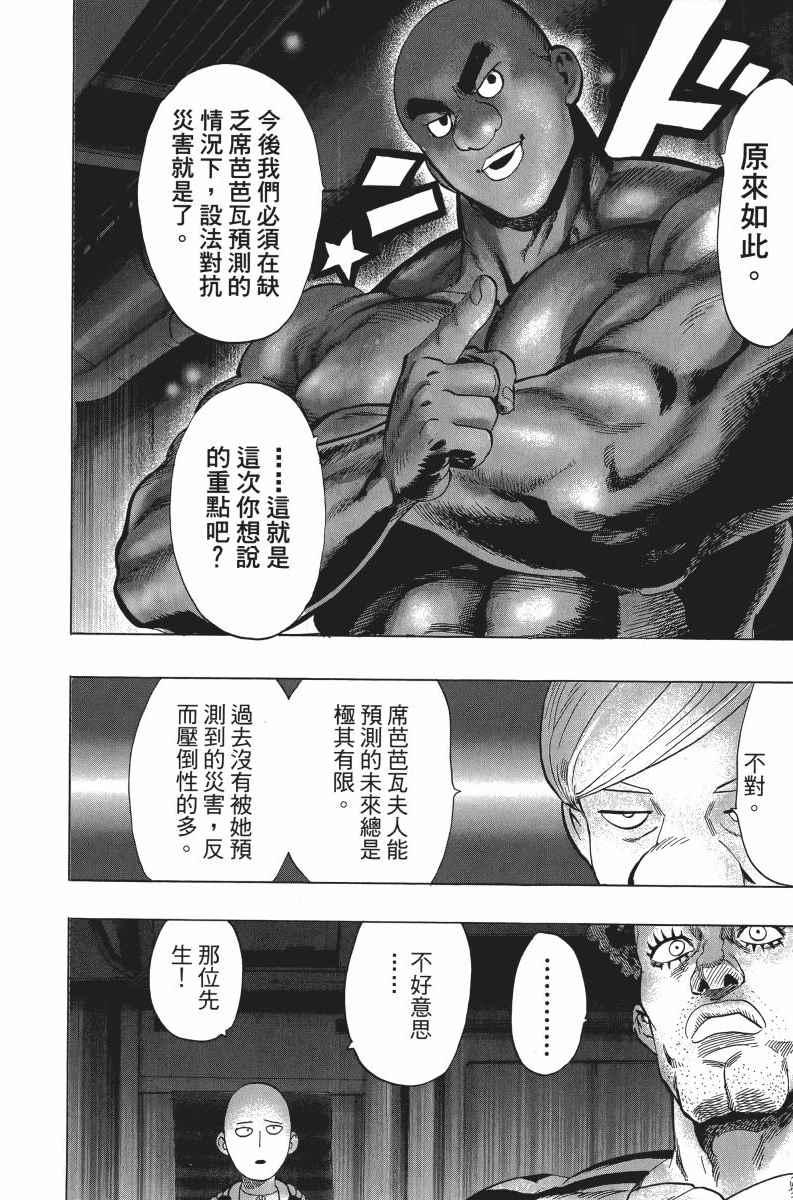 原來如此。
ドーン
今後我們必須在缺
乏席芭芭瓦預測的
情況下，設法對抗
災害就是了。
……這就是
這次你想說
的重點吧？
不對。
席芭芭瓦夫人能
預測的未來總是
極其有限。
過去沒有被她預
測到的災害，反
而壓倒性的多。
…………
不好意思
……
那位先
生！